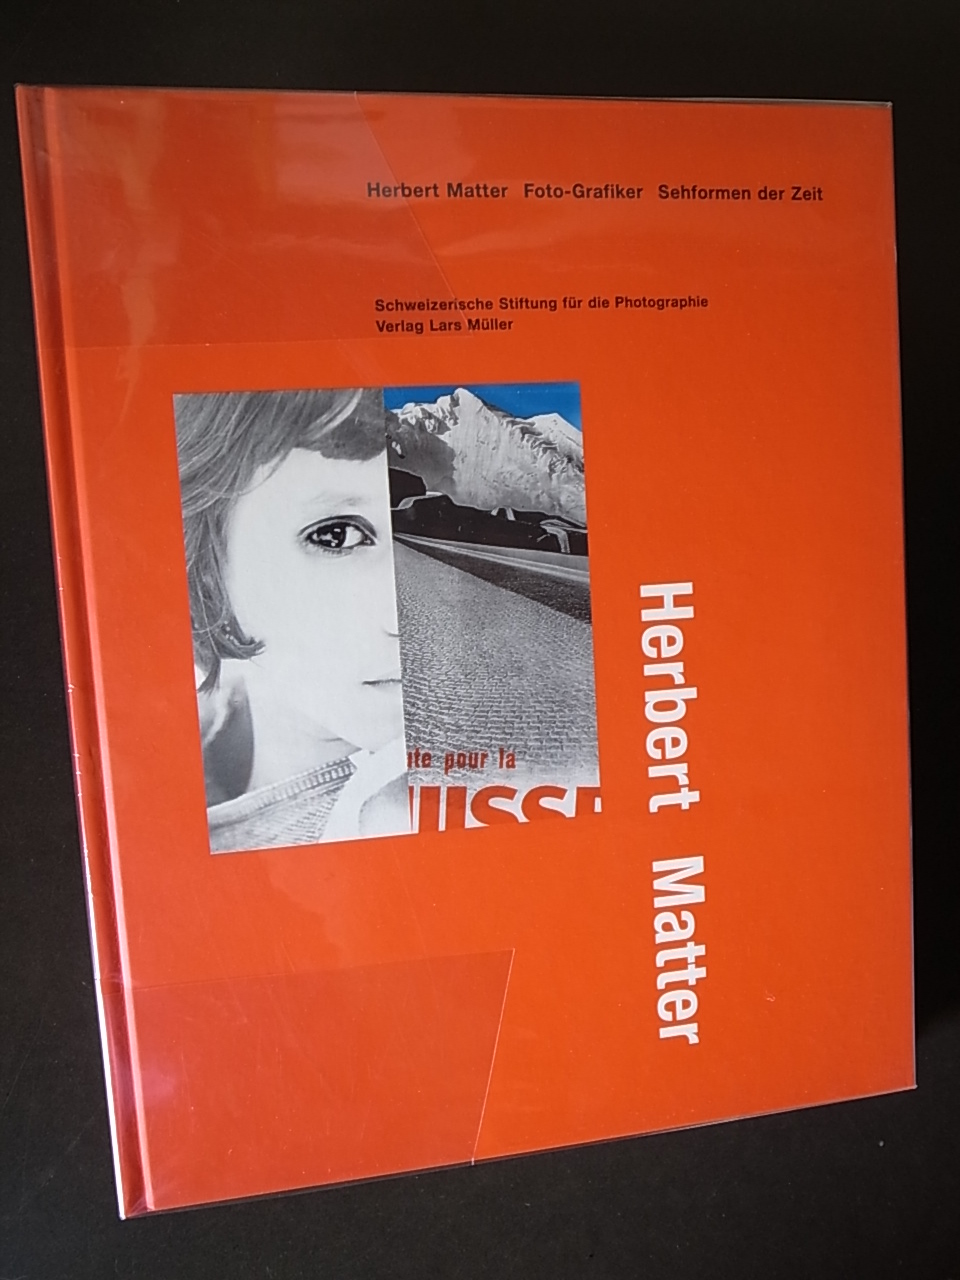 Herbert Matter Foto-Grafiker Sehformen der Zeit
Schweizerische Stiftung für die Photographie
Verlag Lars Müller
pour la
Herbert Matter